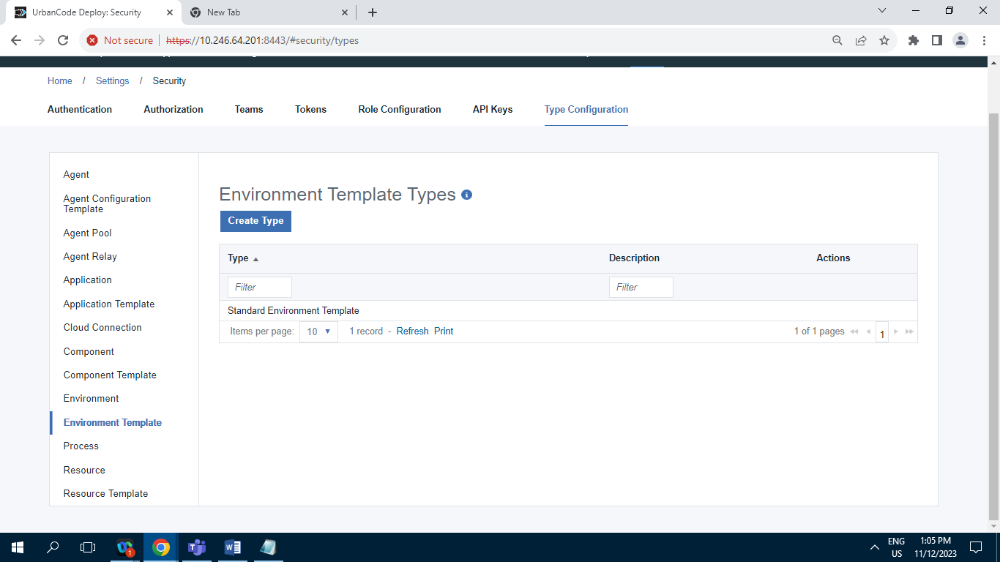 UrbanCode Deploy: Security
New Tab
Not secure
https://10.246.64.201:8443/#security/types
Home / Settings / Security
Authentication Authorization Teams Tokens Role Configuration API Keys Type Configuration
Agent
Agent Configuration
Template
Agent Pool
Agent Relay
Application
Application Template
Cloud Connection
Component
Component Template
Environment
Environment Template
Process
Resource
Resource Template
Environment Template Types
Create Type
Type Description Actions
Filter Filter
Standard Environment Template
Items per page: 10 1 record - Refresh Print 1 of 1 pages 1
1
ENG 1:05 PM
US 11/12/2023